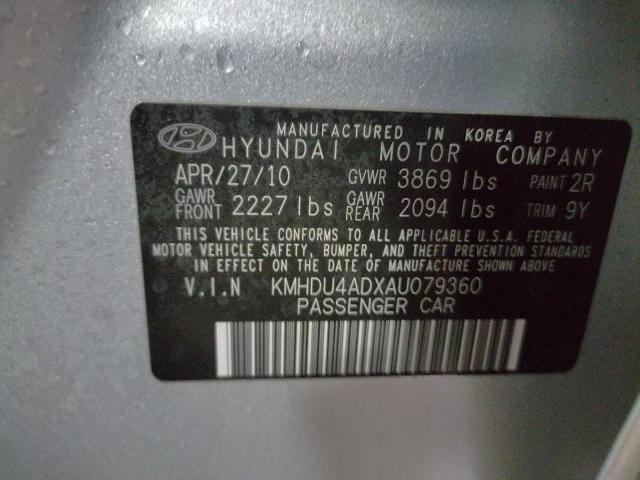 MANUFACTURED IN KOREA BY
HYUNDAI MOTOR COMPANY
APR/27/10 GVWR 3869 lbs PAINT 2R
GAWR FRONT 2227 lbs GAWR REAR 2094 lbs TRIM 9Y
THIS VEHICLE CONFORMS TO ALL APPLICABLE U.S.A. FEDERAL
MOTOR VEHICLE SAFETY, BUMPER, AND THEFT PREVENTION STANDARDS
IN EFFECT ON THE DATE OF MANUFACTURE SHOWN ABOVE
V.I.N KMHDU4ADXAU079360
PASSENGER CAR